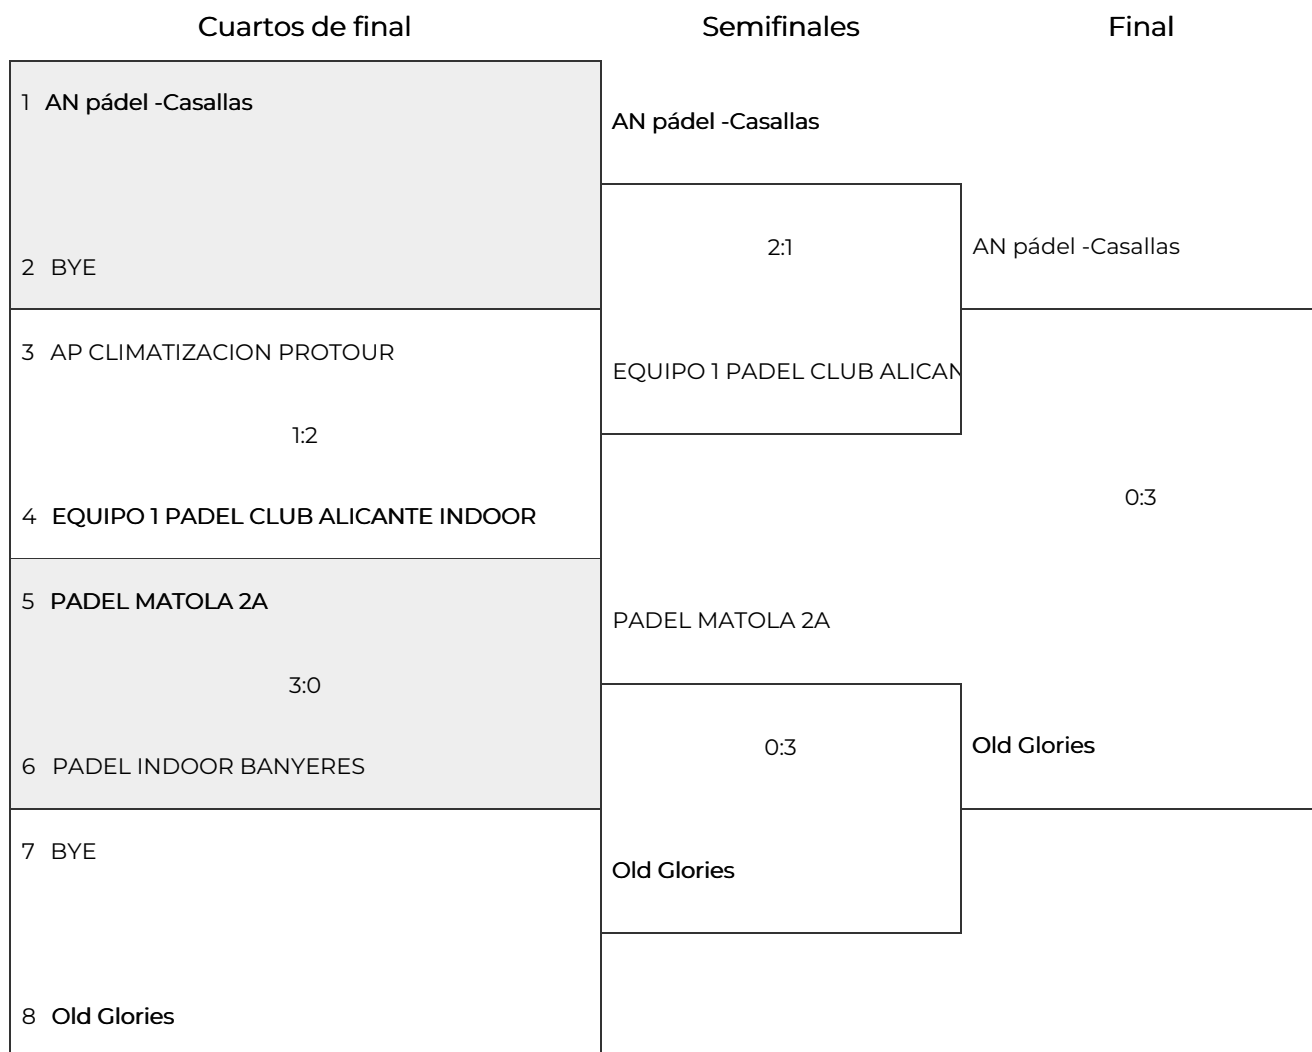 Cuartos de final
Semifinales
Final
1 AN pádel -Casallas
2 BYE
3 AP CLIMATIZACION PROTOUR
1:2
4 EQUIPO 1 PADEL CLUB ALICANTE INDOOR
5 PADEL MATOLA 2A
3:0
6 PADEL INDOOR BANYERES
7 BYE
8 Old Glories
AN pádel -Casallas
2:1
EQUIPO 1 PADEL CLUB ALICAN
PADEL MATOLA 2A
0:3
Old Glories
AN pádel -Casallas
0:3
Old Glories